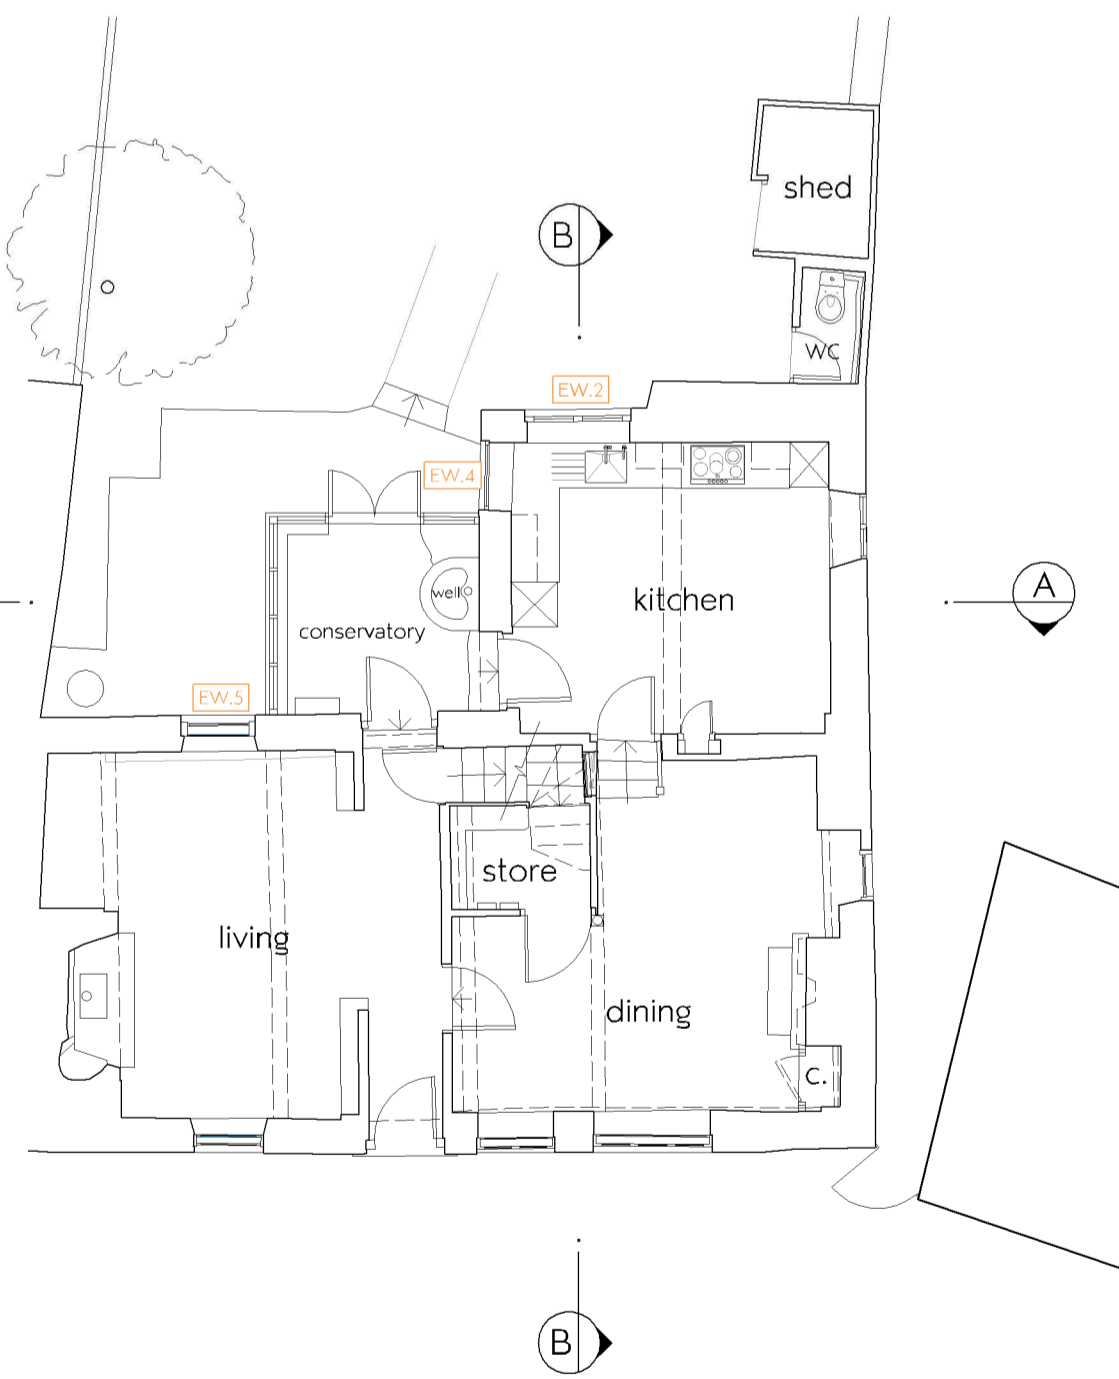 shed
B
WC
EW.2
EW.4
A
well
kitchen
conservatory
EW.5
store
living
dining
c.
B